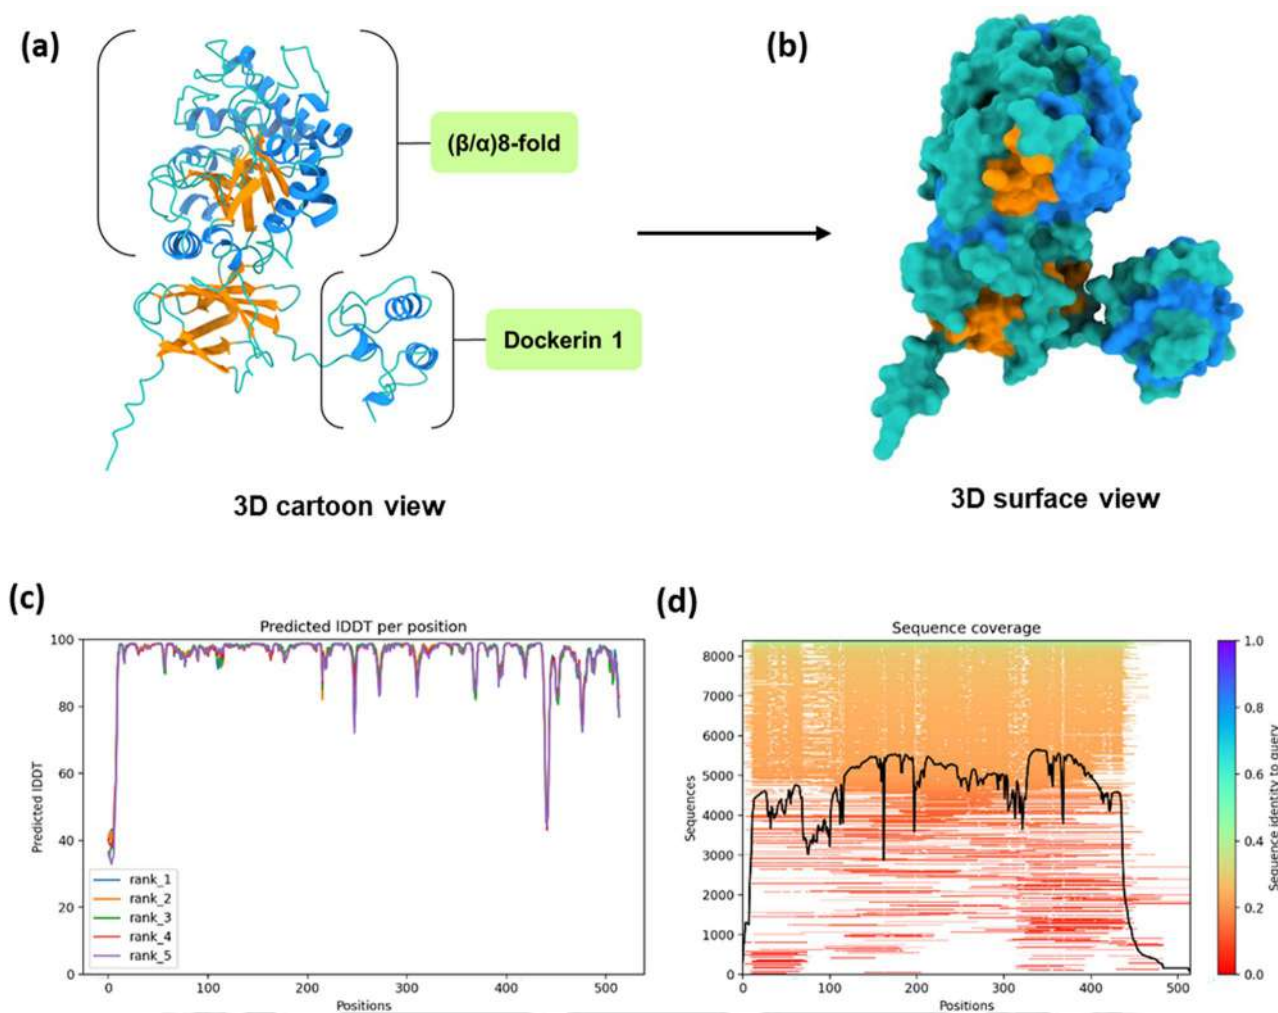 (a)
(β/α)8-fold
Dockerin 1
3D cartoon view
(b)
3D surface view
(c)
Predicted lDDT per position
Predicted lDDT
100
80
60
40
20
0
rank_1
rank_2
rank_3
rank_4
rank_5
0 100 200 300 400 500
Positions
(d)
Sequence coverage
Sequences
8000
7000
6000
5000
4000
3000
2000
1000
0
0 100 200 300 400 500
Positions
1.0
0.8
0.6
0.4
0.2
0.0
Sequence identity to query